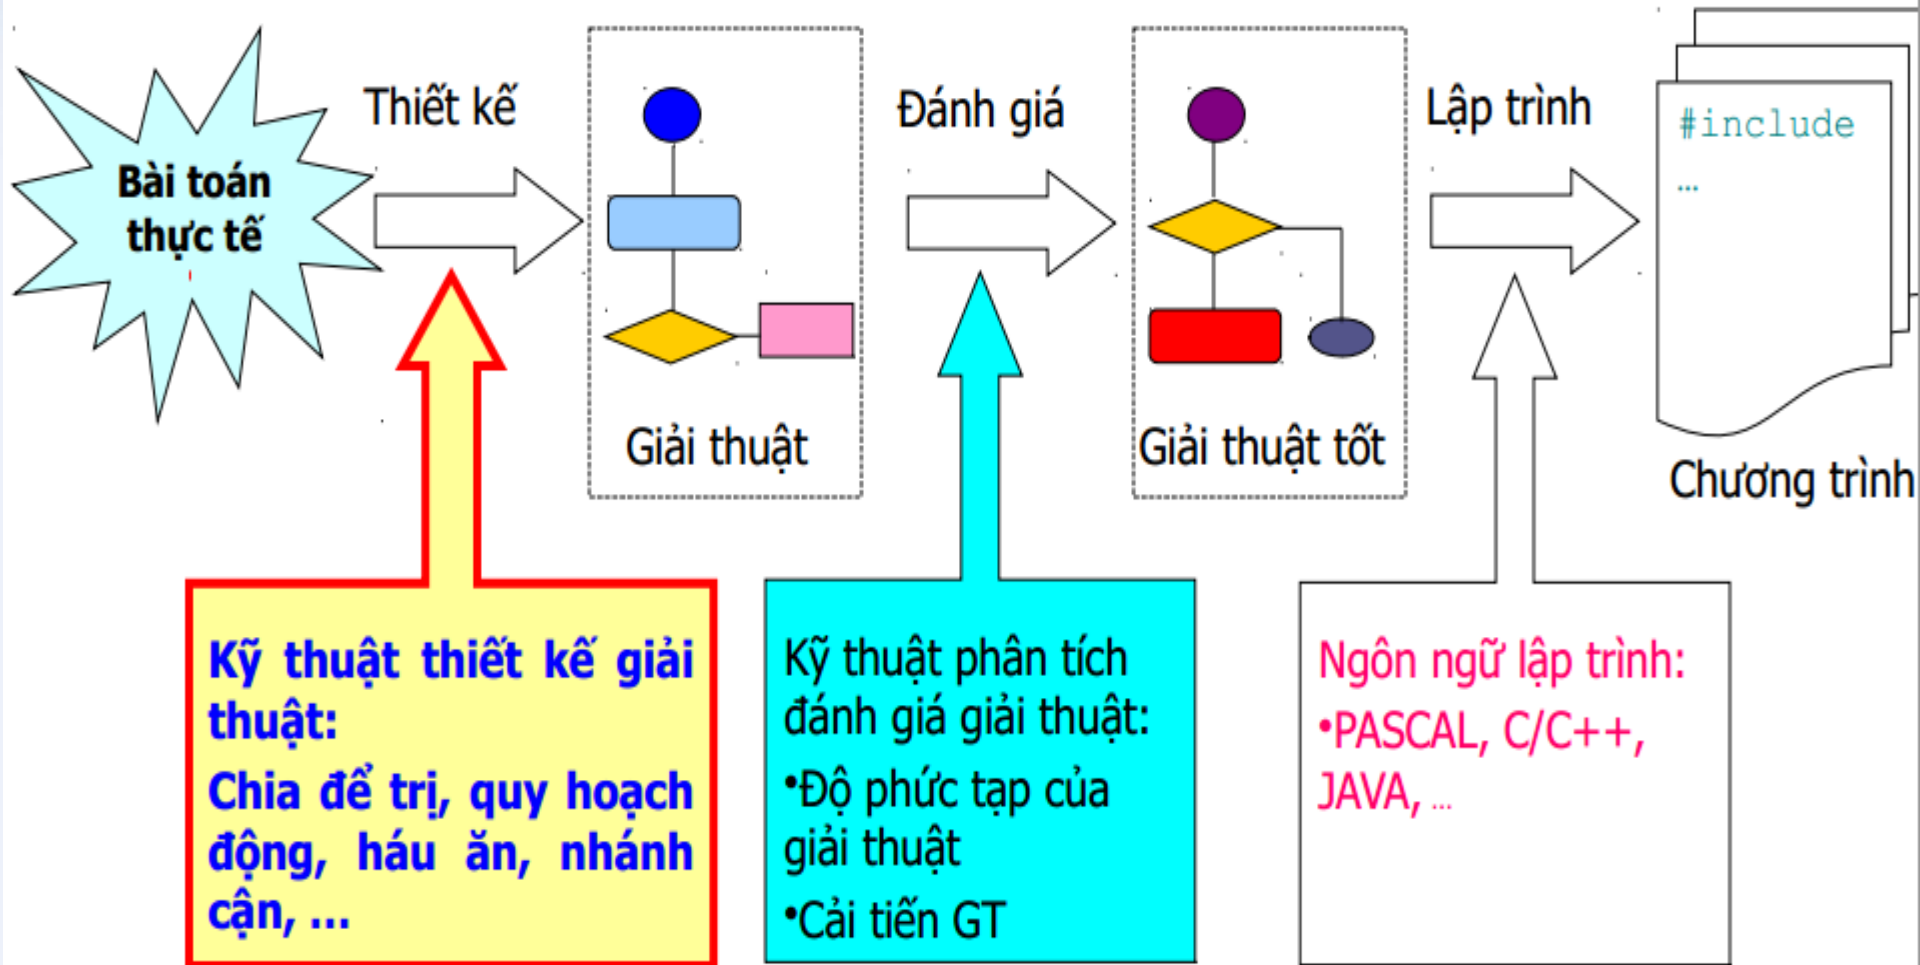 Bài toán
thực tế
Thiết kế
Giải thuật
Đánh giá
Giải thuật tốt
Lập trình
#include
...
Chương trình
Kỹ thuật thiết kế giải
thuật:
Chia để trị, quy hoạch
động, háu ăn, nhánh
cận, ...
Kỹ thuật phân tích
đánh giá giải thuật:
•Độ phức tạp của
giải thuật
•Cải tiến GT
Ngôn ngữ lập trình:
•PASCAL, C/C++,
JAVA, ...